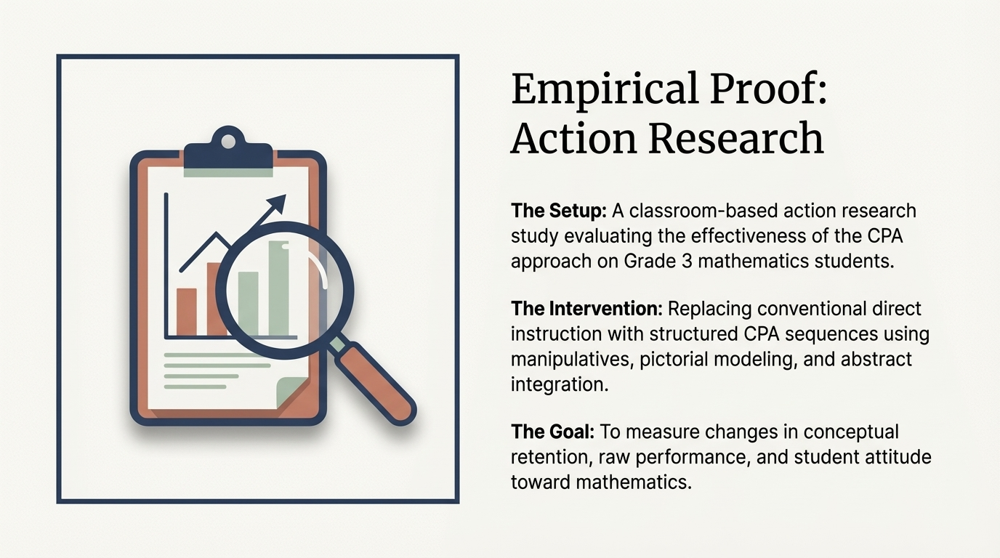 Empirical Proof:
Action Research
The Setup: A classroom-based action research
study evaluating the effectiveness of the CPA
approach on Grade 3 mathematics students.
The Intervention: Replacing conventional direct
instruction with structured CPA sequences using
manipulatives, pictorial modeling, and abstract
integration.
The Goal: To measure changes in conceptual
retention, raw performance, and student attitude
toward mathematics.